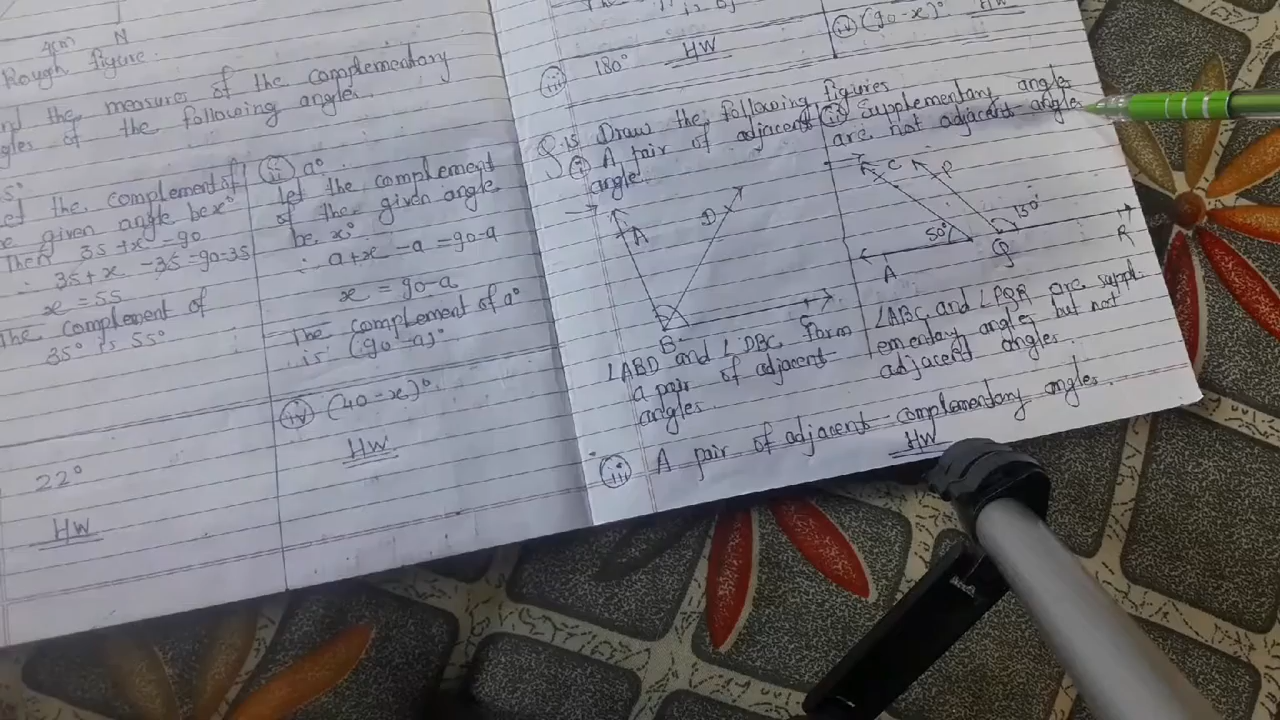 4cm N
Rough figure.
the measures of the complementary
of the following angles
the complement of
given angle be x°
Then 35+x = 90
35+x -35=90-35
x = 55
The complement of
35° is 55°
22°
HW
(ii) a°
let the complement
of the given angle
be x°
∴ a+x -a = 90-a
x = 90-a
The complement of a°
is (90-a)°
(iv) (40-x)°
HW
(iii) 180°
HW
(iv) (90-x)°
HW
Q.15 Draw the following figures
(i) A pair of adjacent
angle
A
D
B
C
∠ABD and ∠DBC form
a pair of adjacent
angles
Supplementary angle
are not adjacent angles
C
P
50°
130°
A
Q
R
∠ABC and ∠PQR are suppl-
ementary angles but not
adjacent angles.
(ii) A pair of adjacent complementary angles.
HW